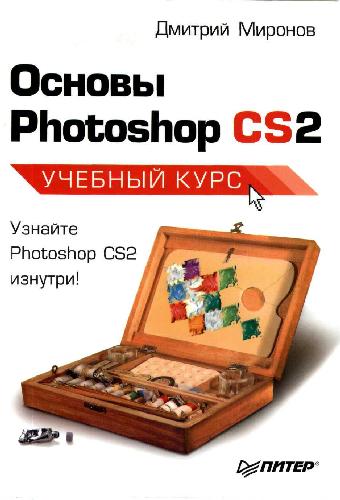 Дмитрий Миронов
Основы
Photoshop CS2
УЧЕБНЫЙ КУРС
Узнайте
Photoshop CS2
изнутри!
ПИТЕР